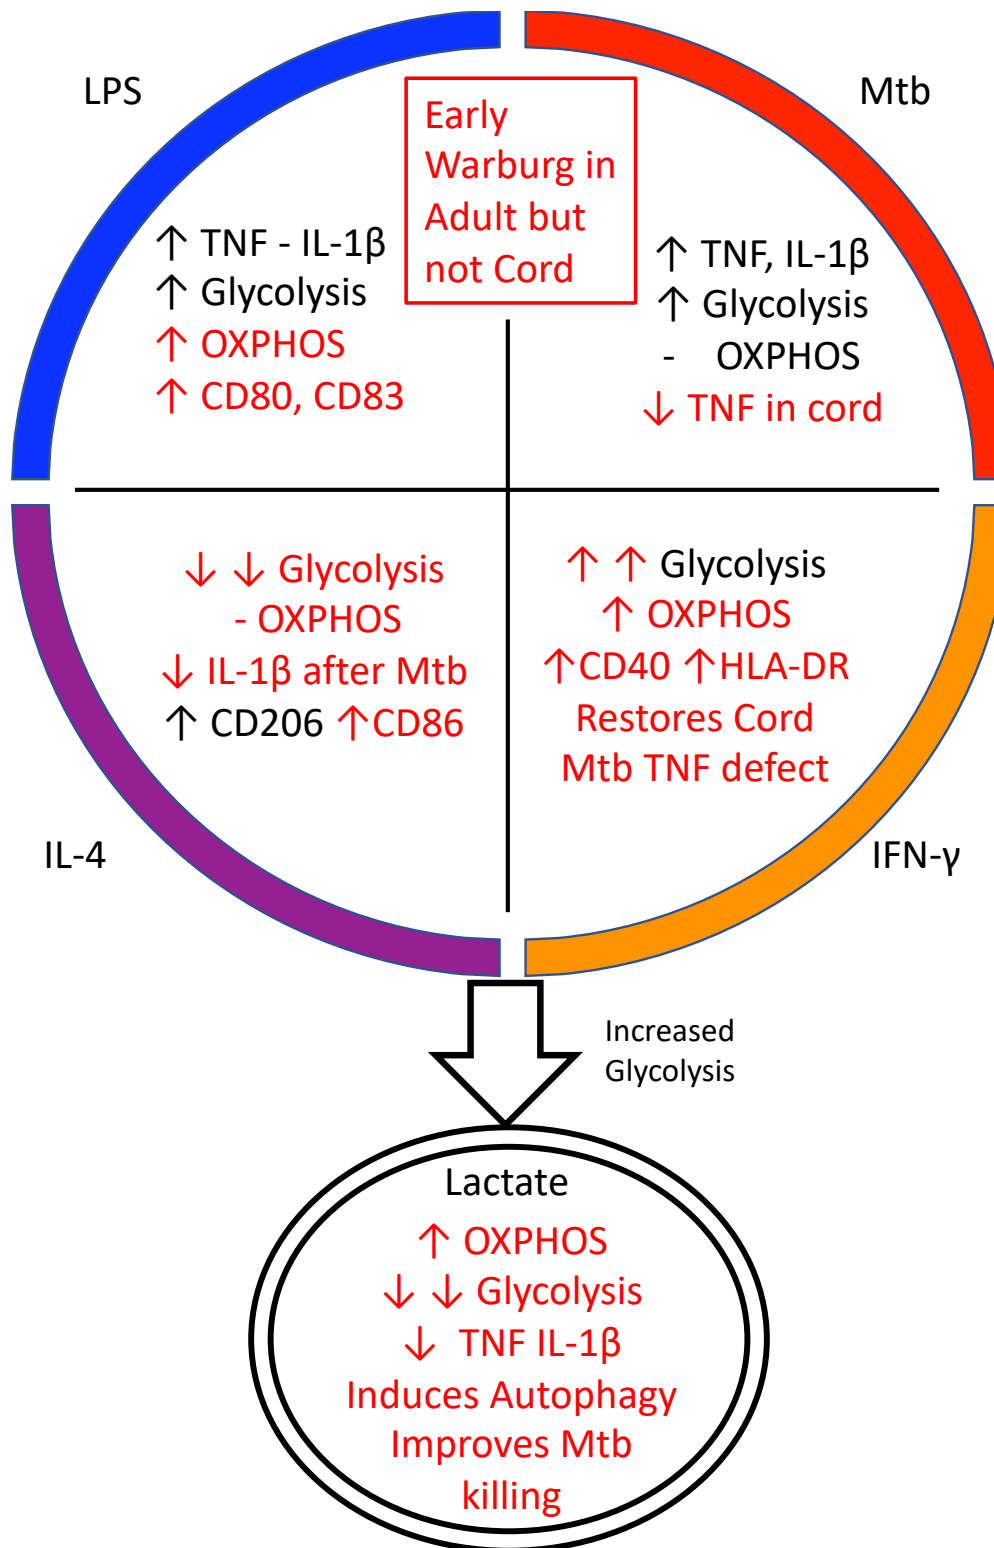 LPS
Mtb
Early
Warburg in
Adult but
not Cord
↑ TNF - IL-1β
↑ Glycolysis
↑ OXPHOS
↑ CD80, CD83
↑ TNF, IL-1β
↑ Glycolysis
- OXPHOS
↓ TNF in cord
↓ ↓ Glycolysis
- OXPHOS
↓ IL-1β after Mtb
↑ CD206 ↑CD86
↑ ↑ Glycolysis
↑ OXPHOS
↑CD40 ↑HLA-DR
Restores Cord
Mtb TNF defect
IL-4
IFN-γ
Increased
Glycolysis
Lactate
↑ OXPHOS
↓ ↓ Glycolysis
↓ TNF IL-1β
Induces Autophagy
Improves Mtb
killing